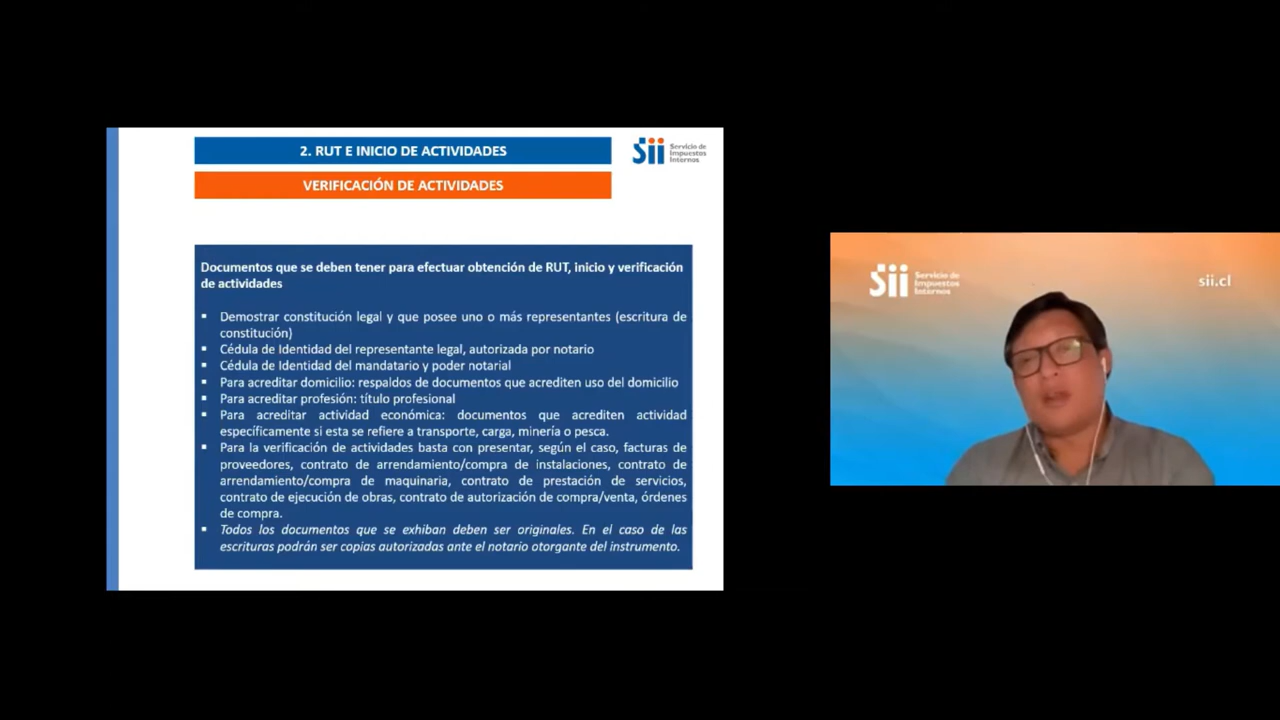 2. RUT E INICIO DE ACTIVIDADES
sii Servicio de
Impuestos
Internos
VERIFICACIÓN DE ACTIVIDADES
Documentos que se deben tener para efectuar obtención de RUT, inicio y verificación
de actividades
▪ Demostrar constitución legal y que posee uno o más representantes (escritura de
constitución)
▪ Cédula de Identidad del representante legal, autorizada por notario
▪ Cédula de Identidad del mandatario y poder notarial
▪ Para acreditar domicilio: respaldos de documentos que acrediten uso del domicilio
▪ Para acreditar profesión: título profesional
▪ Para acreditar actividad económica: documentos que acrediten actividad
específicamente si esta se refiere a transporte, carga, minería o pesca.
▪ Para la verificación de actividades basta con presentar, según el caso, facturas de
proveedores, contrato de arrendamiento/compra de instalaciones, contrato de
arrendamiento/compra de maquinaria, contrato de prestación de servicios,
contrato de ejecución de obras, contrato de autorización de compra/venta, órdenes
de compra.
▪ Todos los documentos que se exhiban deben ser originales. En el caso de las
escrituras podrán ser copias autorizadas ante el notario otorgante del instrumento.
sii Servicio de
Impuestos
Internos
sii.cl